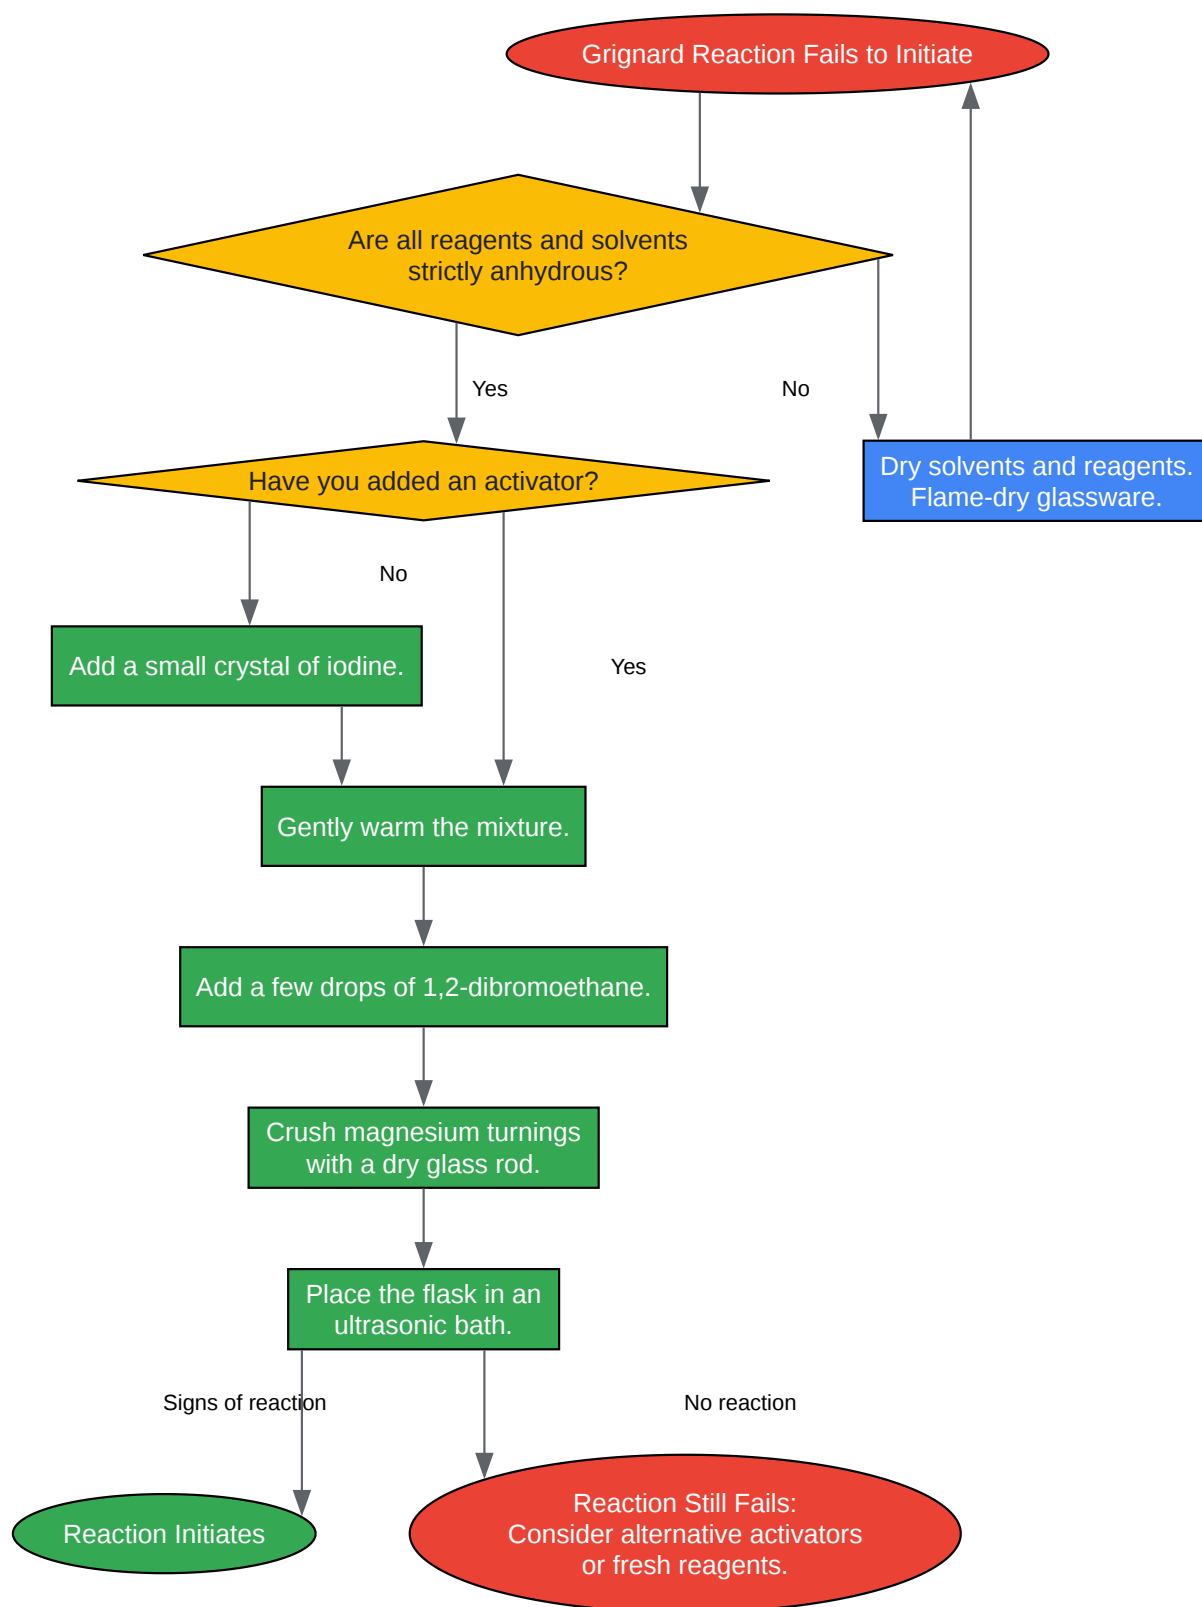 Grignard Reaction Fails to Initiate
Are all reagents and solvents
strictly anhydrous?
Yes
No
Have you added an activator?
Dry solvents and reagents.
Flame-dry glassware.
No
Add a small crystal of iodine.
Yes
Gently warm the mixture.
Add a few drops of 1,2-dibromoethane.
Crush magnesium turnings
with a dry glass rod.
Place the flask in an
ultrasonic bath.
Signs of reaction
No reaction
Reaction Initiates
Reaction Still Fails:
Consider alternative activators
or fresh reagents.